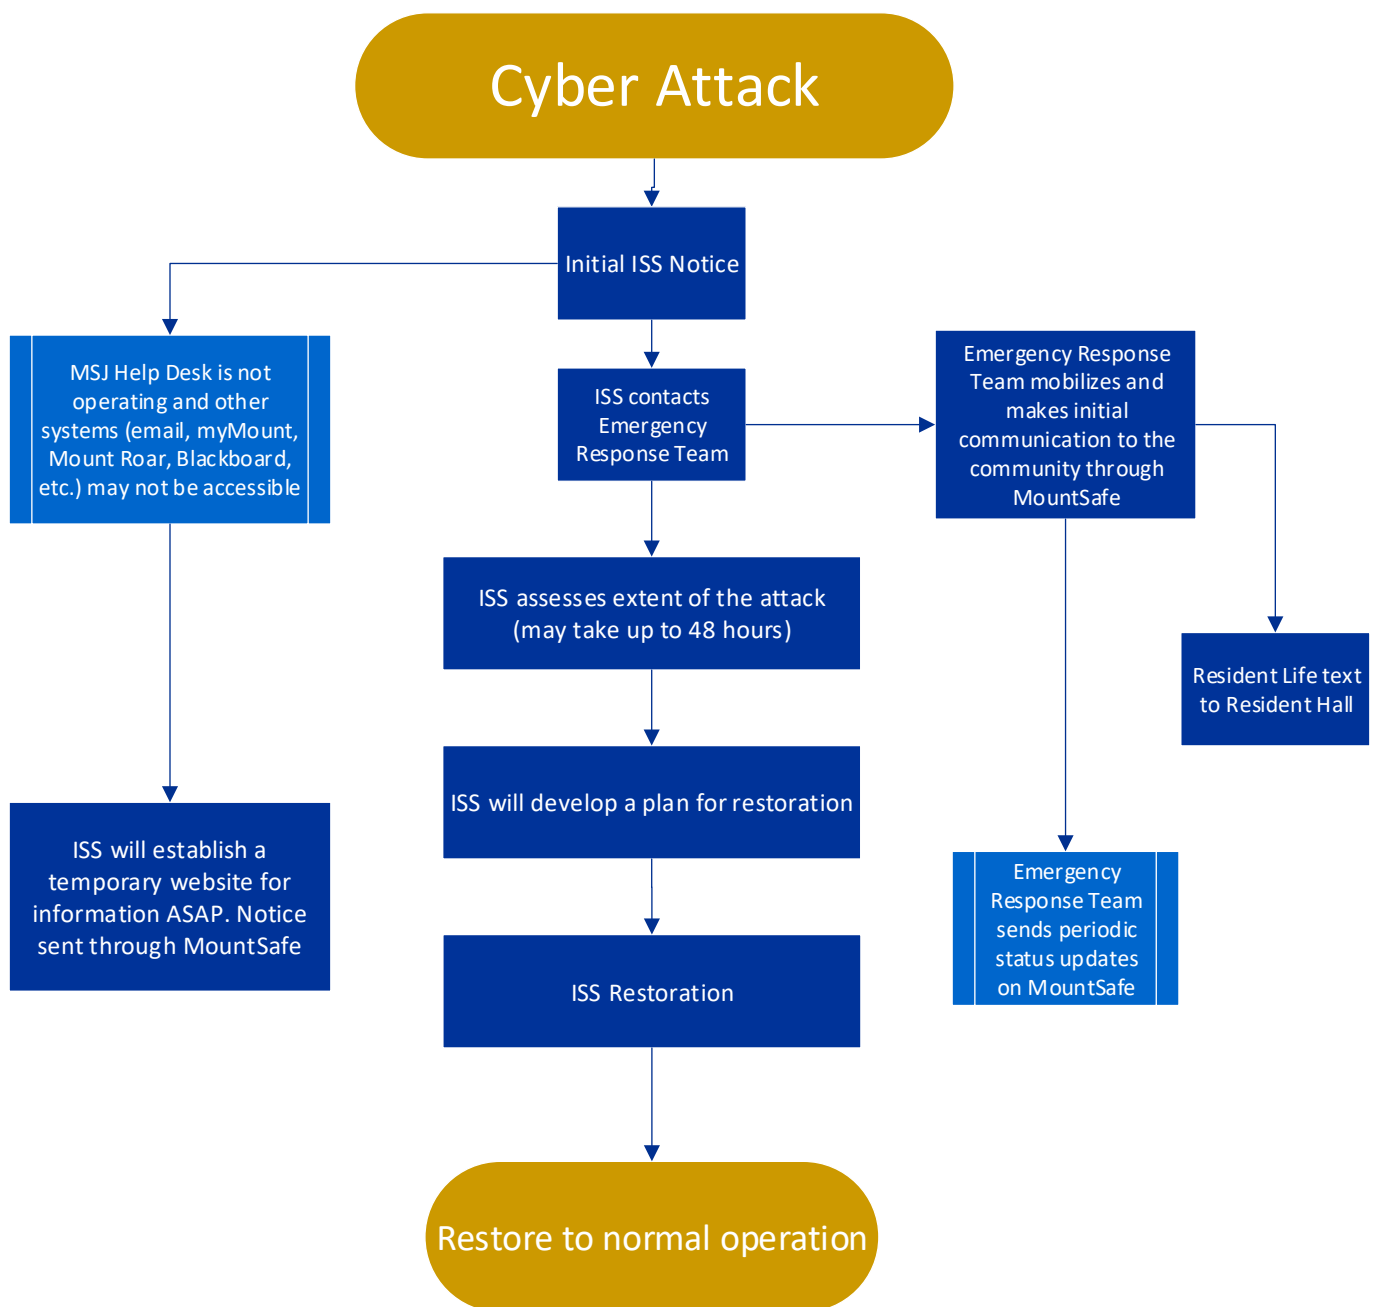 Cyber Attack
Initial ISS Notice
MSJ Help Desk is not
operating and other
systems (email, myMount,
Mount Roar, Blackboard,
etc.) may not be accessible
ISS contacts
Emergency
Response Team
Emergency Response
Team mobilizes and
makes initial
communication to the
community through
MountSafe
ISS assesses extent of the attack
(may take up to 48 hours)
Resident Life text
to Resident Hall
ISS will develop a plan for restoration
ISS will establish a
temporary website for
information ASAP. Notice
sent through MountSafe
Emergency
Response Team
sends periodic
status updates
on MountSafe
ISS Restoration
Restore to normal operation